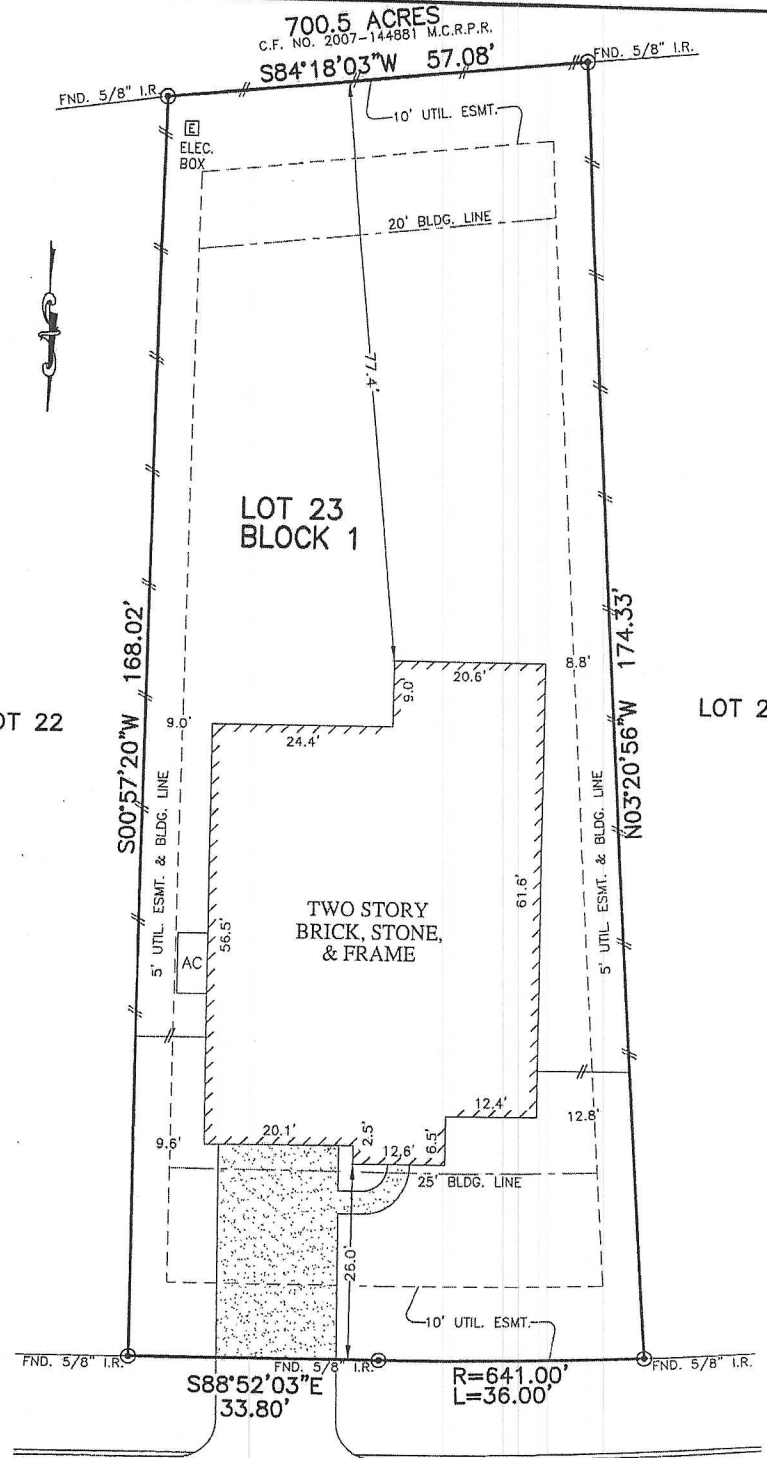 700.5 ACRES
C.F. NO. 2007-144881 M.C.R.P.R.
S84°18'03"W 57.08'
FND. 5/8" I.R.
FND. 5/8" I.R.
E
ELEC.
BOX
10' UTIL. ESMT.
20' BLDG. LINE
77.4'
LOT 23
BLOCK 1
S00°57'20"W 168.02'
N03°20'56"W 174.33'
OT 22
LOT 2
9.0'
24.4'
9.0'
20.6'
8.8'
5' UTIL. ESMT. & BLDG. LINE
5' UTIL. ESMT. & BLDG. LINE
56.5'
61.6'
AC
TWO STORY
BRICK, STONE,
& FRAME
9.6'
20.1'
2.5'
12.6'
6.5'
12.4'
12.8'
25' BLDG. LINE
26.0'
10' UTIL. ESMT.
FND. 5/8" I.R.
FND. 5/8" I.R.
FND. 5/8" I.R.
S88°52'03"E
33.80'
R=641.00'
L=36.00'